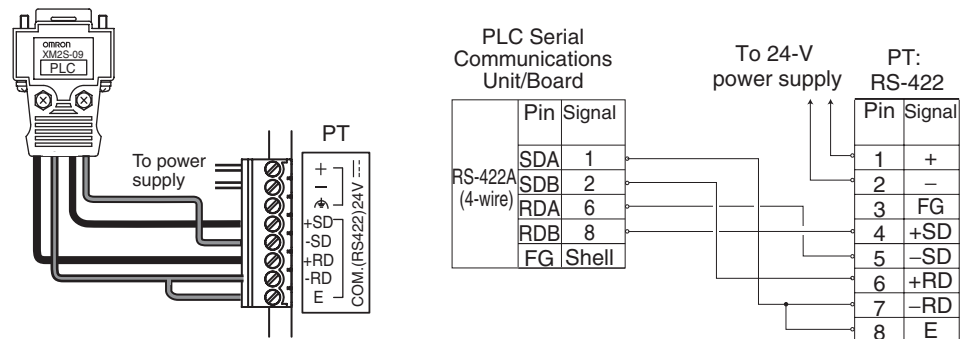 OMRON
XM2S-09
PLC
To power
supply
PT
+
−
+SD
-SD
+RD
-RD
E
24V
COM.(RS422)
PLC Serial
Communications
Unit/Board
Pin Signal
RS-422A
(4-wire)
SDA 1
SDB 2
RDA 6
RDB 8
FG Shell
To 24-V
power supply
PT:
RS-422
Pin Signal
1 +
2 −
3 FG
4 +SD
5 −SD
6 +RD
7 −RD
8 E